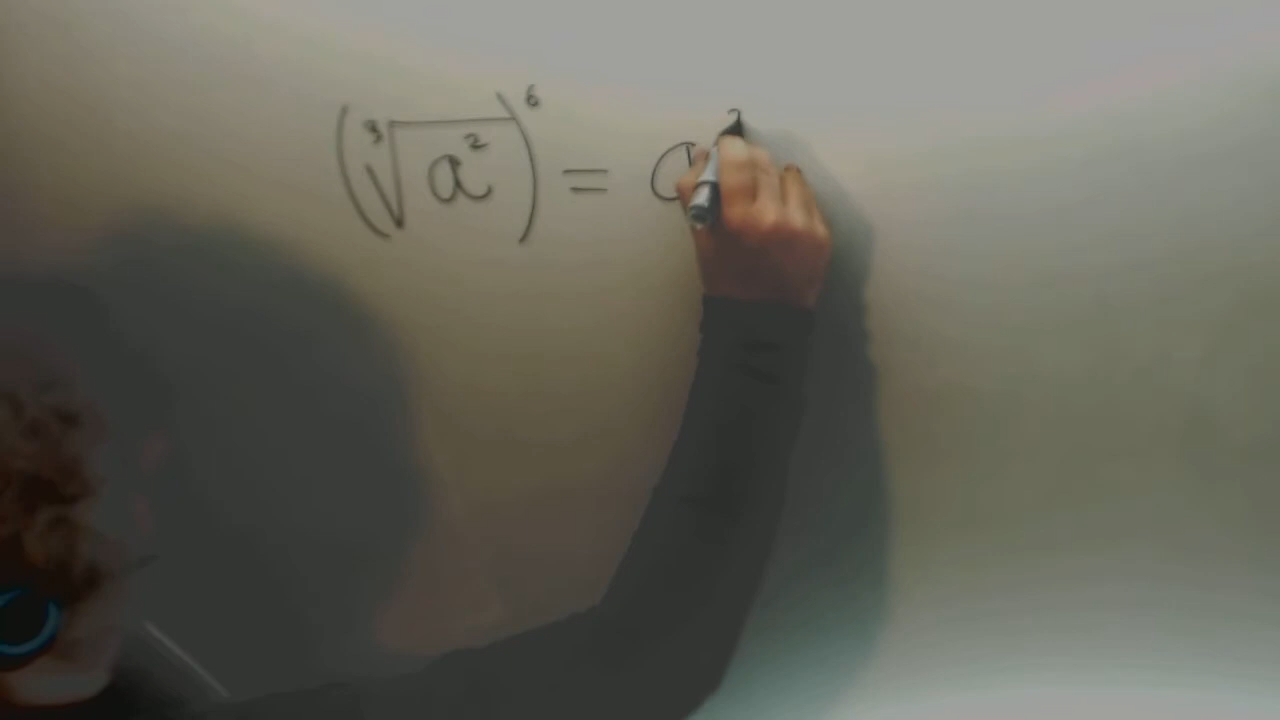 (∛a²)⁶ = a